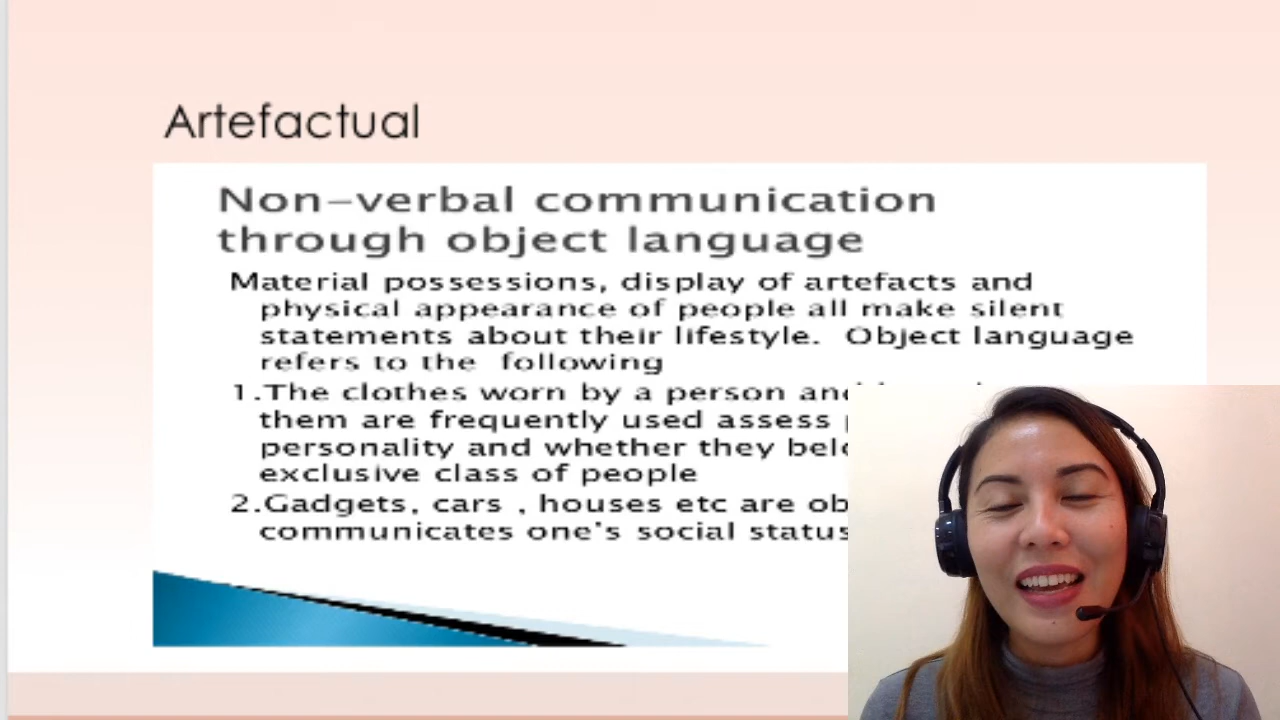 Artefactual
Non-verbal communication
through object language
Material possessions, display of artefacts and
physical appearance of people all make silent
statements about their lifestyle. Object language
refers to the following
1.The clothes worn by a person and
them are frequently used assess
personality and whether they
exclusive class of people
2.Gadgets, cars , houses etc are
communicates one's social status